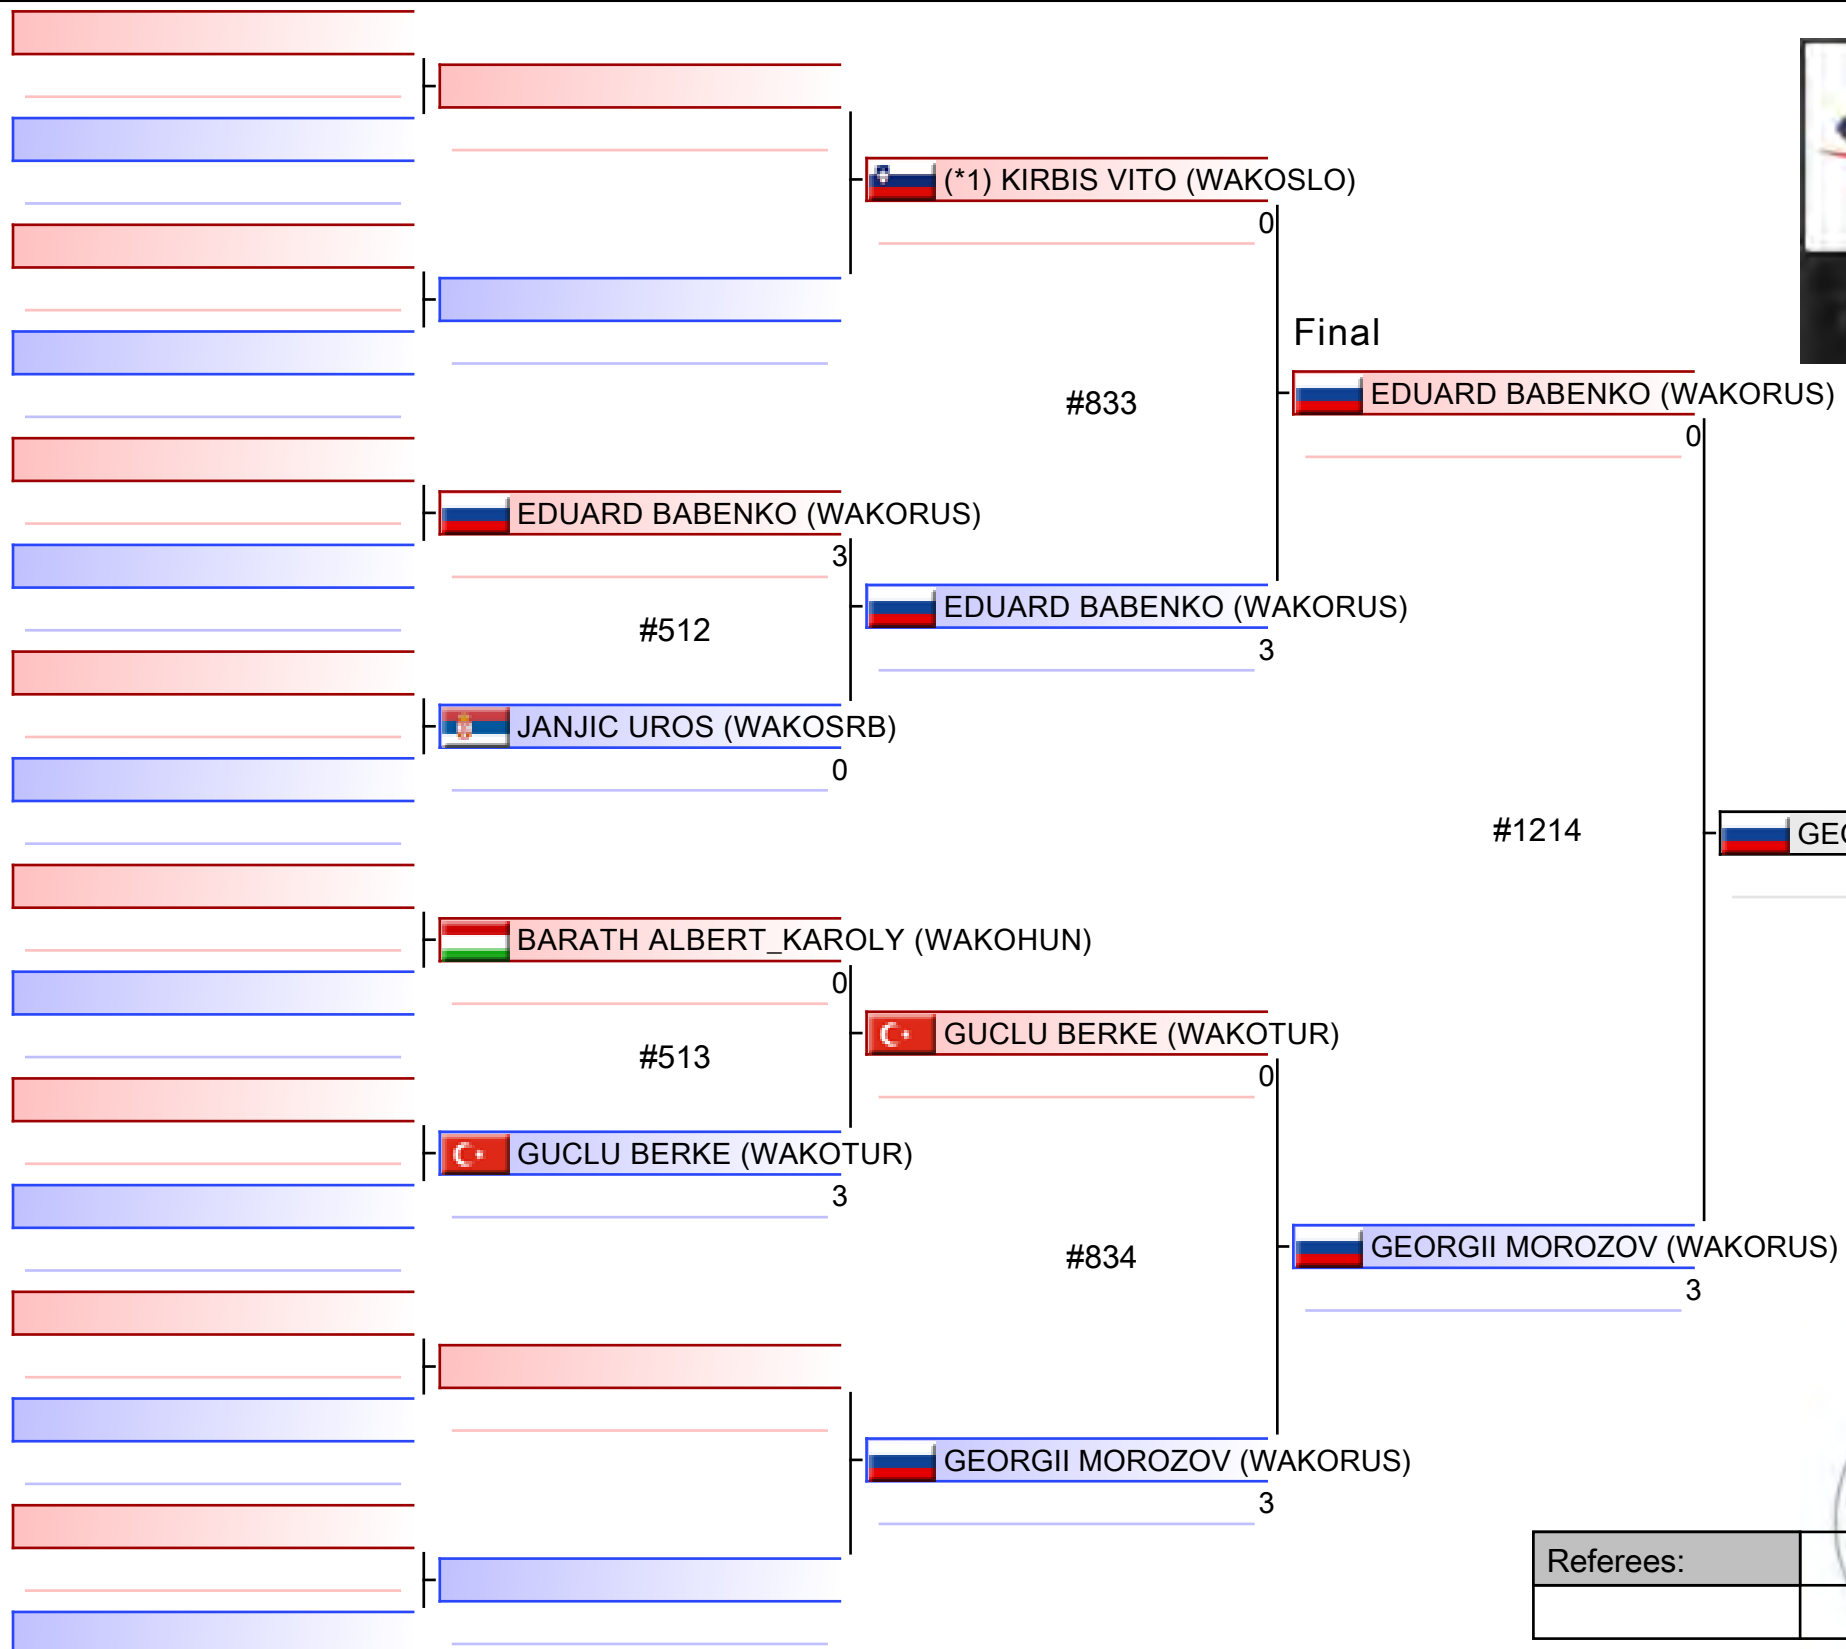 (*1) KIRBIS VITO (WAKOSLO)
0
Final
#833
EDUARD BABENKO (WAKORUS)
0
EDUARD BABENKO (WAKORUS)
3
#512
EDUARD BABENKO (WAKORUS)
3
JANJIC UROS (WAKOSRB)
0
#1214
BARATH ALBERT_KAROLY (WAKOHUN)
0
#513
GUCLU BERKE (WAKOTUR)
0
GUCLU BERKE (WAKOTUR)
3
#834
GEORGII MOROZOV (WAKORUS)
3
GEORGII MOROZOV (WAKORUS)
3
Referees: